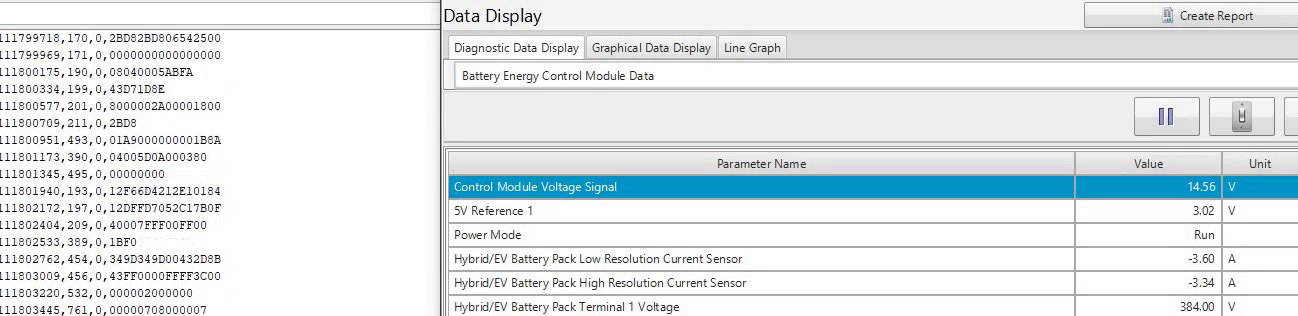 111799718,170,0,2BD82BD806542500
111799969,171,0,0000000000000000
111800175,190,0,08040005ABFA
111800334,199,0,43D71D8E
111800577,201,0,8000002A00001800
111800709,211,0,2BD8
111800951,493,0,01A9000000001B8A
111801173,390,0,04005D0A000380
111801345,495,0,00000000
111801940,193,0,12F66D4212E10184
111802172,197,0,12DFFD7052C17B0F
111802404,209,0,40007FFF00FF00
111802533,389,0,1BF0
111802762,454,0,349D349D00432D8B
111803009,456,0,43FF0000FFFF3C00
111803220,532,0,000002000000
111803445,761,0,00000708000007
Data Display
Create Report
Diagnostic Data Display Graphical Data Display Line Graph
Battery Energy Control Module Data
Parameter Name Value Unit
Control Module Voltage Signal 14.56 V
5V Reference 1 3.02 V
Power Mode Run
Hybrid/EV Battery Pack Low Resolution Current Sensor -3.60 A
Hybrid/EV Battery Pack High Resolution Current Sensor -3.34 A
Hybrid/EV Battery Pack Terminal 1 Voltage 384.00 V